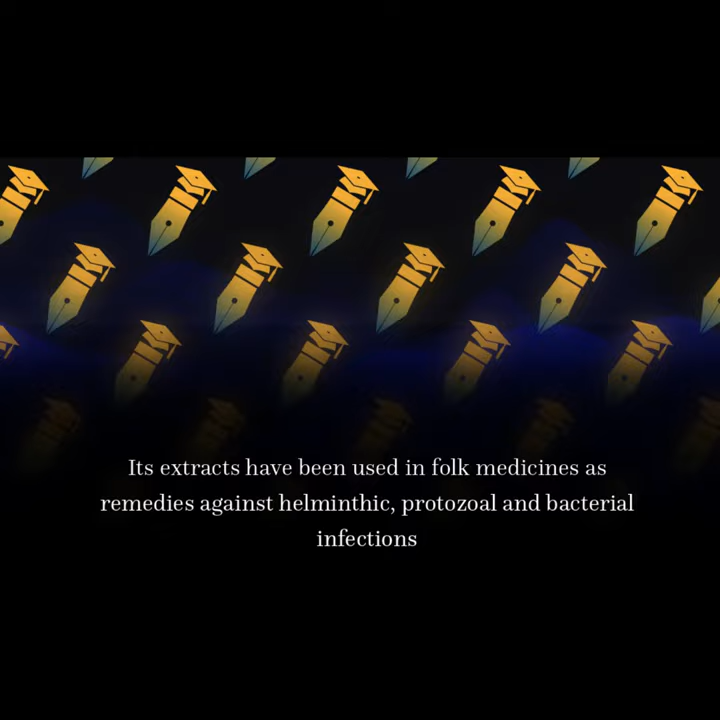 Its extracts have been used in folk medicines as
remedies against helminthic, protozoal and bacterial
infections